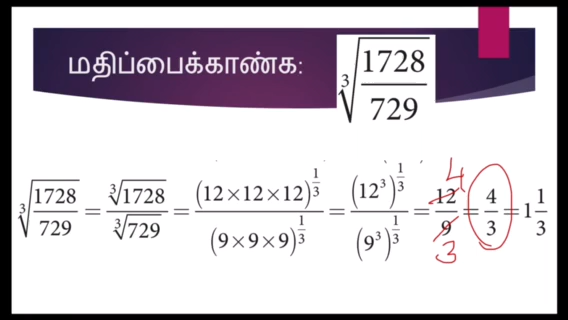 மதிப்பைக்காண்க: ∛(1728/729)
∛(1728/729) = ∛1728/∛729 = (12×12×12)^(1/3)/(9×9×9)^(1/3) = (12³)^(1/3)/(9³)^(1/3) = 12/9 = 4/3 = 1 1/3
4
3